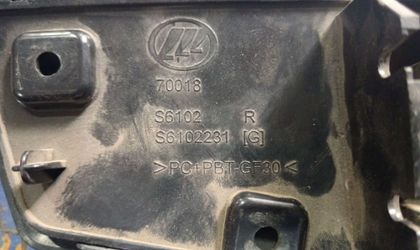 70018
S6102 R
S6102231 [G]
>PC+PBT-GF30<